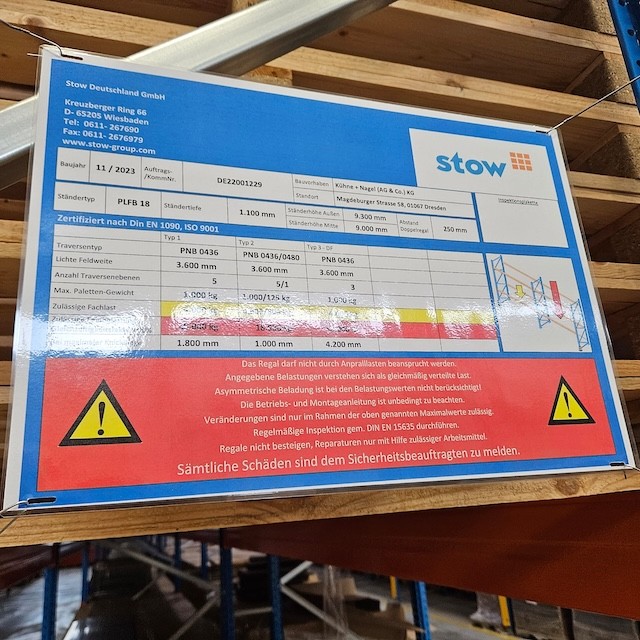 Stow Deutschland GmbH
Kreuzberger Ring 66
D- 65205 Wiesbaden
Tel: 0611- 267690
Fax: 0611- 2676979
www.stow-group.com
stow
Baujahr 11 / 2023 Auftrags-/KommNr. DE22001229 Bauvorhaben Kühne + Nagel (AG & Co.) KG
Standort Magdeburger Strasse 58, 01067 Dresden
Ständertyp PLFB 18 Ständertiefe 1.100 mm Ständerhöhe Außen 9.300 mm Abstand Doppelregal 250 mm
Ständerhöhe Mitte 9.000 mm
Inspektionsplakette
Zertifiziert nach Din EN 1090, ISO 9001
Typ 1 Typ 2 Typ 3 -
Traversentyp PNB 0436 PNB 0436/0480 PNB 0436
Lichte Feldweite 3.600 mm 3.600 mm 3.600 mm
Anzahl Traversenebenen 5 5/1 3
Max. Paletten-Gewicht 1.000 kg 1.000/125 kg 1.000 kg
Zulässige Fachlast
1.800 mm 1.000 mm 4.200 mm
Das Regal darf nicht durch Anpralllasten beansprucht werden.
Angegebene Belastungen verstehen sich als gleichmäßig verteilte Last.
Asymmetrische Beladung ist bei den Belastungswerten nicht berücksichtigt!
Die Betriebs- und Montageanleitung ist unbedingt zu beachten.
Veränderungen sind nur im Rahmen der oben genannten Maximalwerte zulässig.
Regelmäßige Inspektion gem. DIN EN 15635 durchführen.
Regale nicht besteigen, Reparaturen nur mit Hilfe zulässiger Arbeitsmittel.
Sämtliche Schäden sind dem Sicherheitsbeauftragten zu melden.